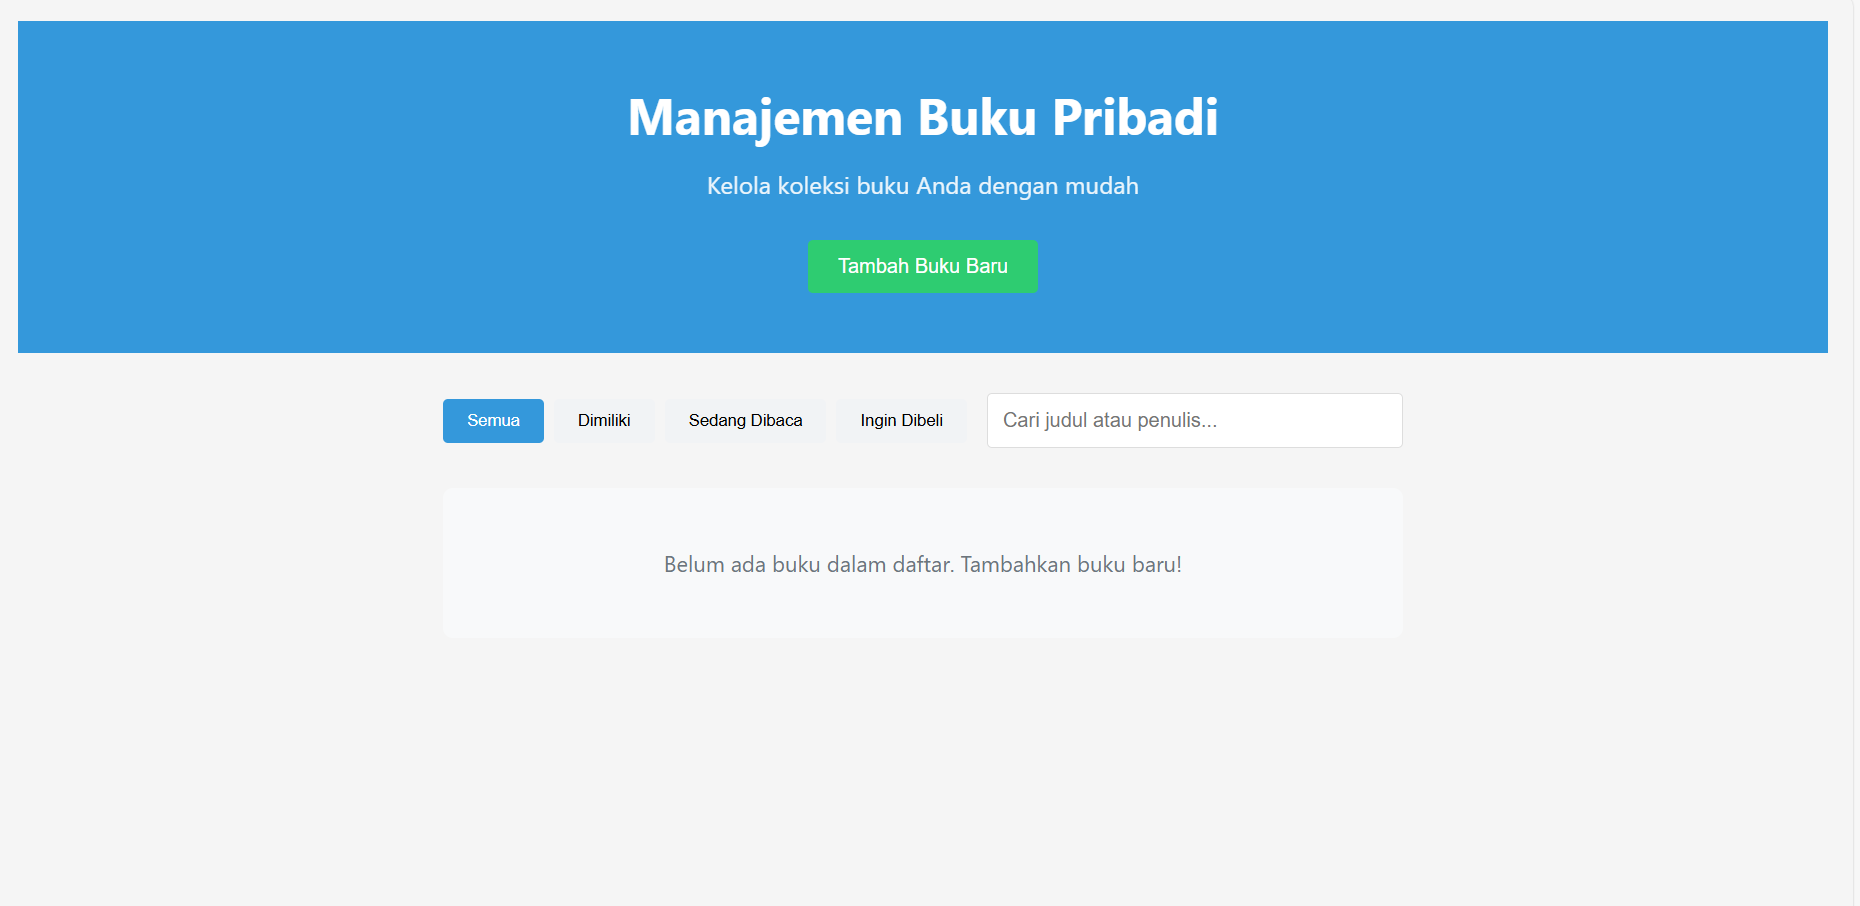 Manajemen Buku Pribadi
Kelola koleksi buku Anda dengan mudah
Tambah Buku Baru
Semua Dimiliki Sedang Dibaca Ingin Dibeli Cari judul atau penulis...
Belum ada buku dalam daftar. Tambahkan buku baru!